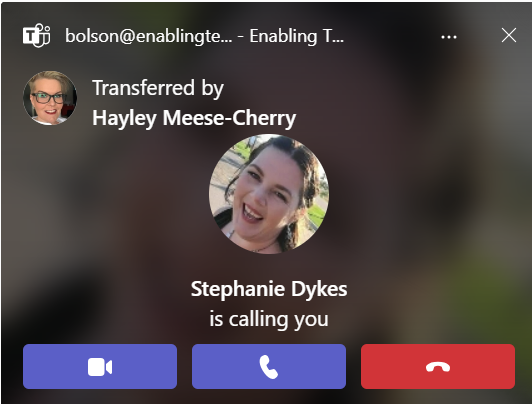 bolson@enablingte... - Enabling T...
Transferred by
Hayley Meese-Cherry
Stephanie Dykes
is calling you